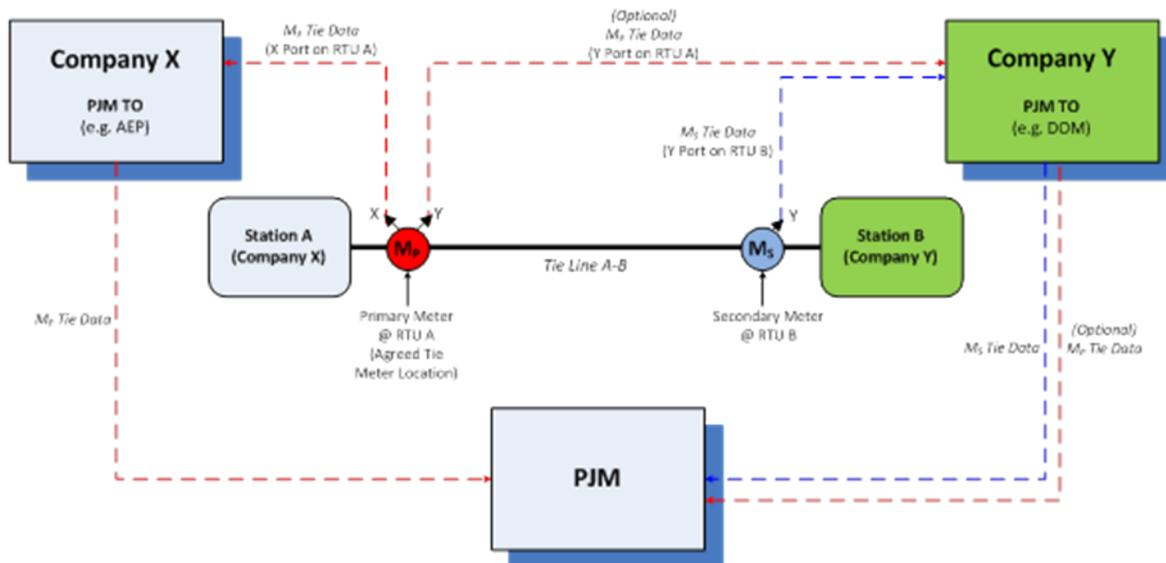 (Optional)
Mₚ Tie Data
(X Port on RTU A)
Mₚ Tie Data
(Y Port on RTU A)
Company X
PJM TO
(e.g. AEP)
Company Y
PJM TO
(e.g. DOM)
Mₛ Tie Data
(Y Port on RTU B)
X
Y
Y
Station A
(Company X)
Mₚ
Tie Line A-B
Mₛ
Station B
(Company Y)
Primary Meter
@ RTU A
(Agreed Tie
Meter Location)
Secondary Meter
@ RTU B
Mₚ Tie Data
Mₛ Tie Data
(Optional)
Mₚ Tie Data
PJM